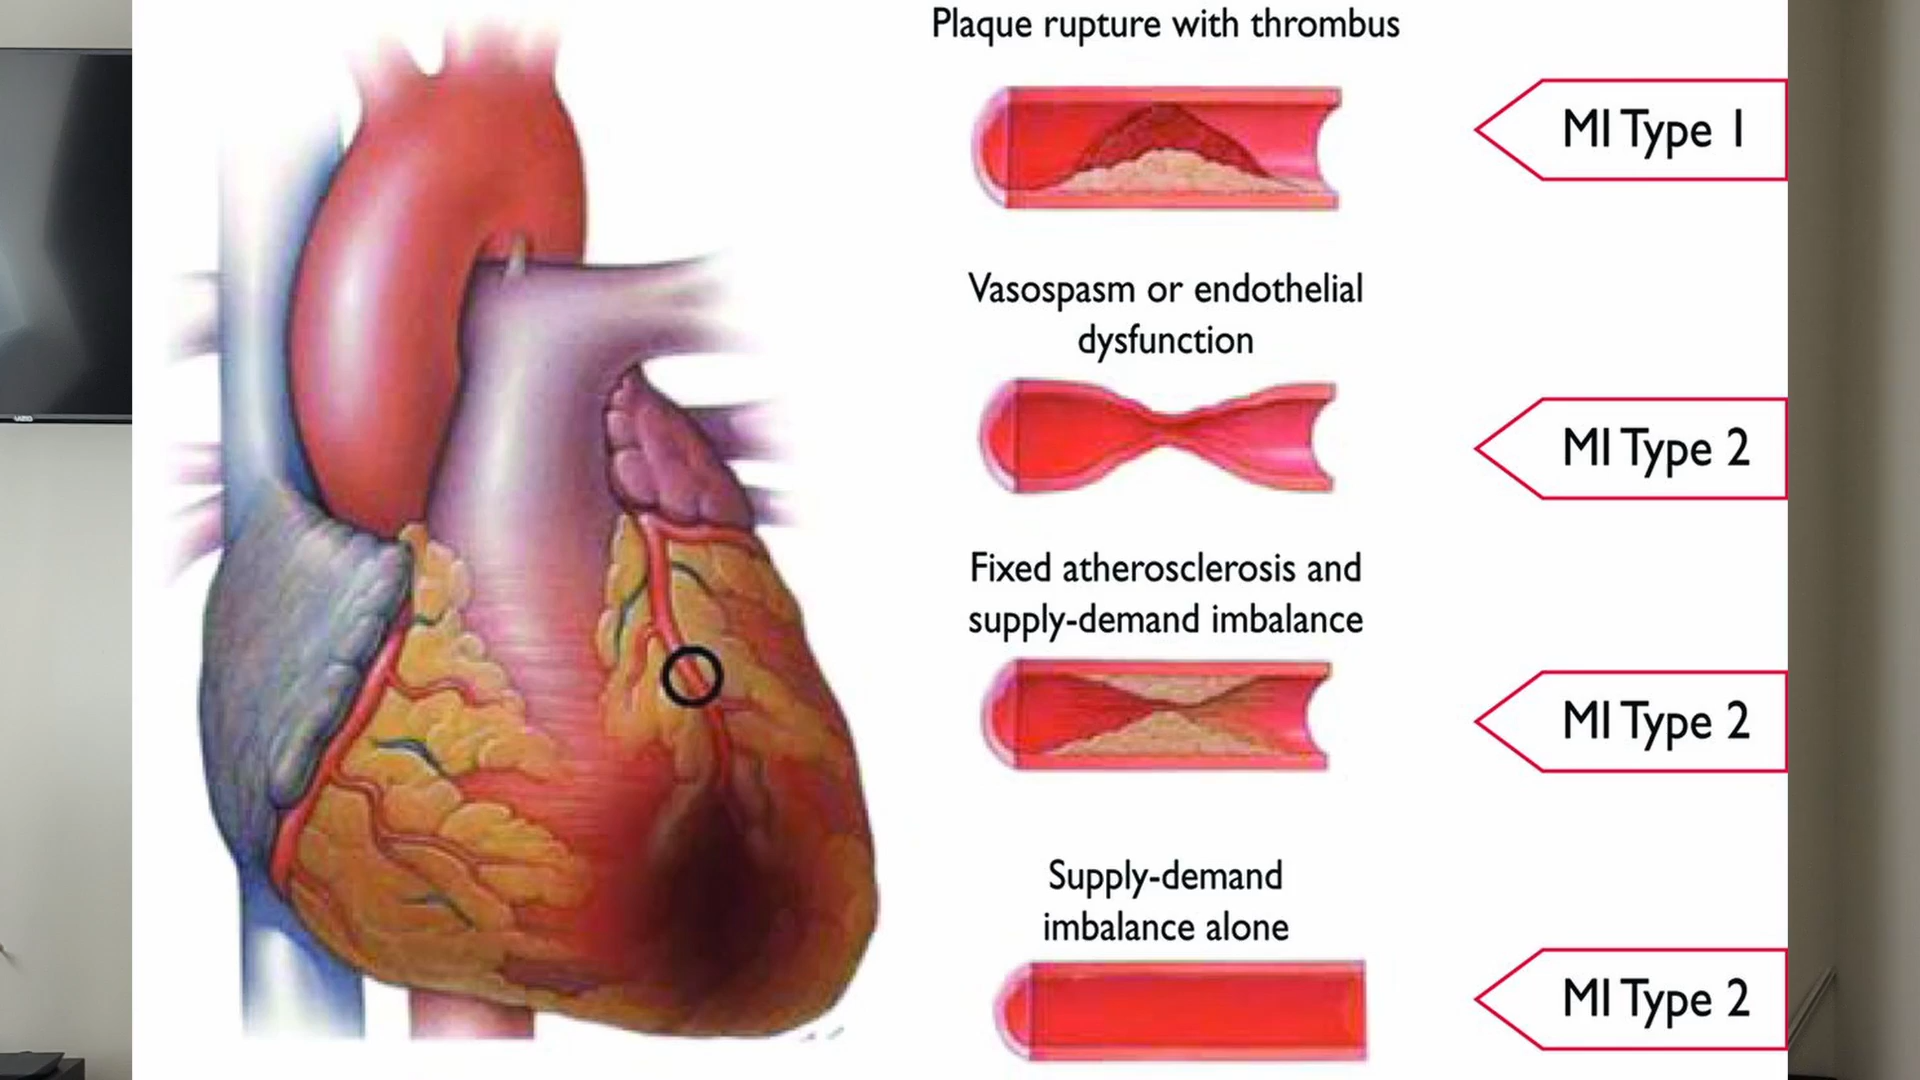 Plaque rupture with thrombus
MI Type 1
Vasospasm or endothelial
dysfunction
MI Type 2
Fixed atherosclerosis and
supply-demand imbalance
MI Type 2
Supply-demand
imbalance alone
MI Type 2
VIZIO